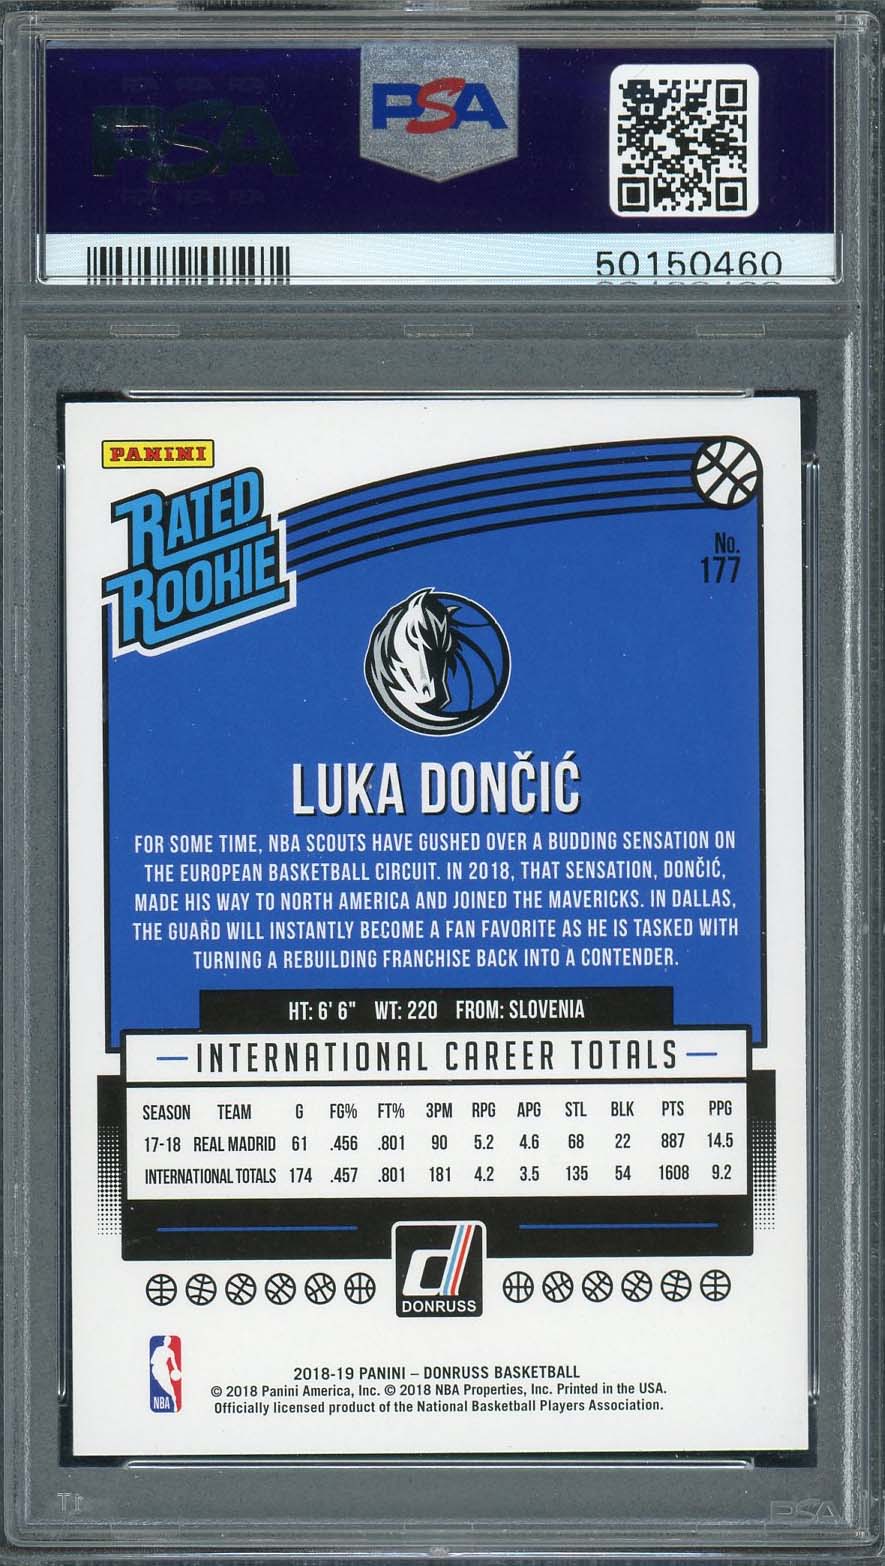 PSA
PSA
50150460
PANINI
RATED
ROOKIE
No.
177
LUKA DONČIĆ
FOR SOME TIME, NBA SCOUTS HAVE GUSHED OVER A BUDDING SENSATION ON
THE EUROPEAN BASKETBALL CIRCUIT. IN 2018, THAT SENSATION, DONČIĆ,
MADE HIS WAY TO NORTH AMERICA AND JOINED THE MAVERICKS. IN DALLAS,
THE GUARD WILL INSTANTLY BECOME A FAN FAVORITE AS HE IS TASKED WITH
TURNING A REBUILDING FRANCHISE BACK INTO A CONTENDER.
HT: 6' 6" WT: 220 FROM: SLOVENIA
INTERNATIONAL CAREER TOTALS
SEASON TEAM G FG% FT% 3PM RPG APG STL BLK PTS PPG
17-18 REAL MADRID 61 .456 .801 90 5.2 4.6 68 22 887 14.5
INTERNATIONAL TOTALS 174 .457 .801 181 4.2 3.5 135 54 1608 9.2
d
DONRUSS
NBA
2018-19 PANINI – DONRUSS BASKETBALL
© 2018 Panini America, Inc. © 2018 NBA Properties, Inc. Printed in the USA.
Officially licensed product of the National Basketball Players Association.
PSA